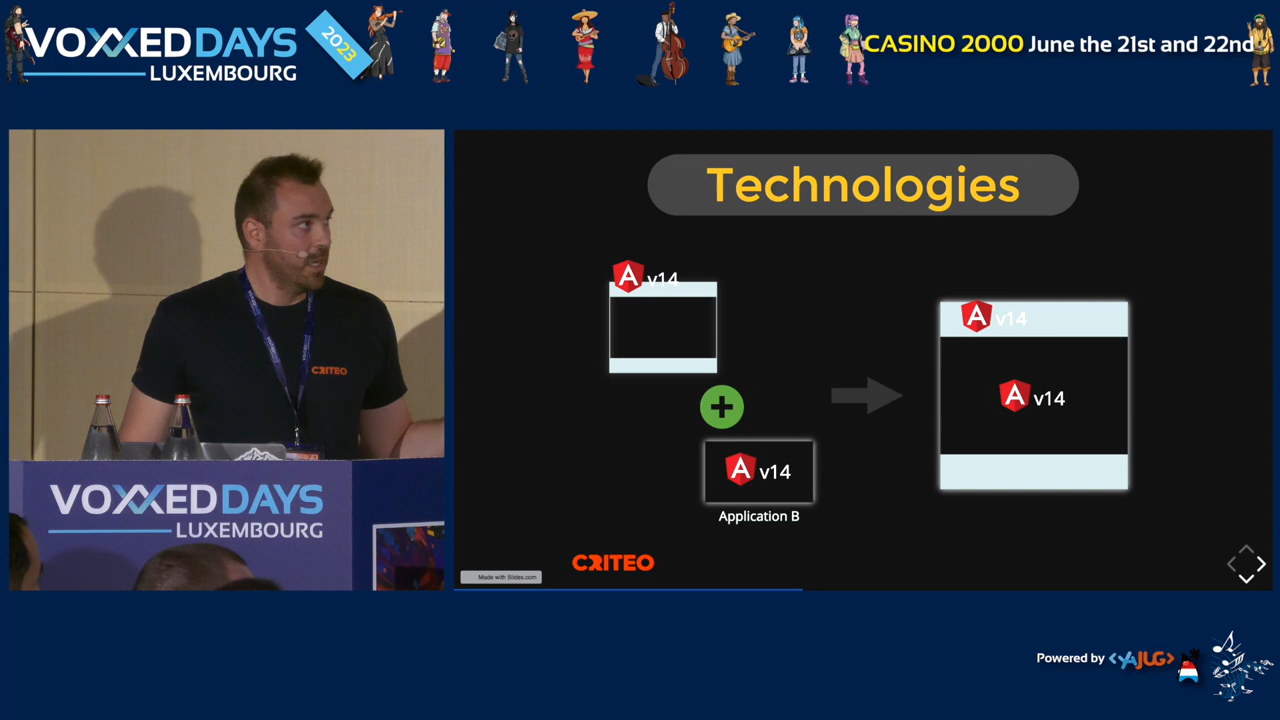 VOXXED DAYS
LUXEMBOURG
2023
CASINO 2000 June the 21st and 22nd
Technologies
v14
v14
v14
v14
Application B
CRITEO
Made with Slides.com
CRITEO
VOXXED DAYS
LUXEMBOURG
Powered by <YAJUG>